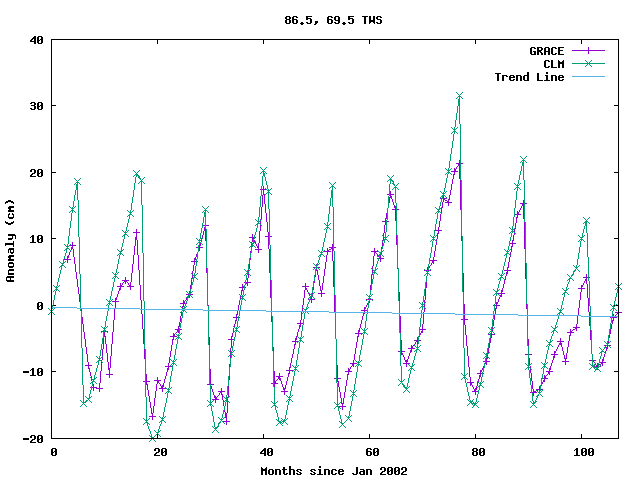 86.5, 69.5 TWS
GRACE
CLM
Trend Line
40
30
20
10
0
-10
-20
Anomaly (cm)
0 20 40 60 80 100
Months since Jan 2002